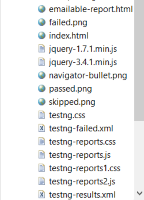 emailable-report.html
failed.png
index.html
jquery-1.7.1.min.js
jquery-3.4.1.min.js
navigator-bullet.png
passed.png
skipped.png
testng.css
testng-failed.xml
testng-reports.css
testng-reports.js
testng-reports1.css
testng-reports2.js
testng-results.xml